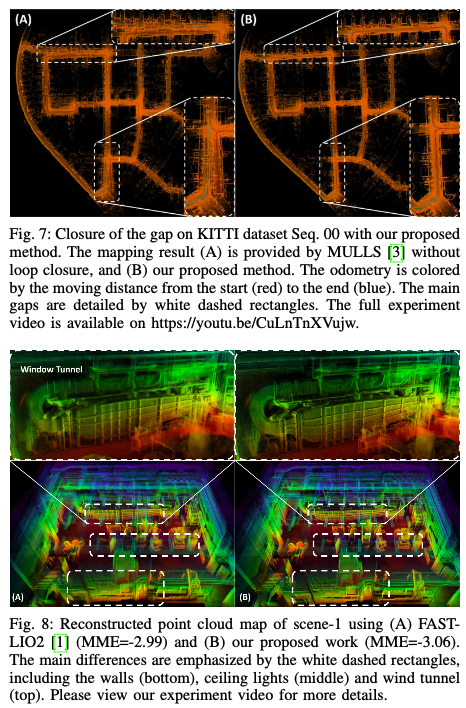 (A)
(B)
Fig. 7: Closure of the gap on KITTI dataset Seq. 00 with our proposed
method. The mapping result (A) is provided by MULLS [3] without
loop closure, and (B) our proposed method. The odometry is colored
by the moving distance from the start (red) to the end (blue). The main
gaps are detailed by white dashed rectangles. The full experiment
video is available on https://youtu.be/CuLnTnXVujw.
Window Tunnel
(A)
(B)
Fig. 8: Reconstructed point cloud map of scene-1 using (A) FAST-
LIO2 [1] (MME=-2.99) and (B) our proposed work (MME=-3.06).
The main differences are emphasized by the white dashed rectangles,
including the walls (bottom), ceiling lights (middle) and wind tunnel
(top). Please view our experiment video for more details.